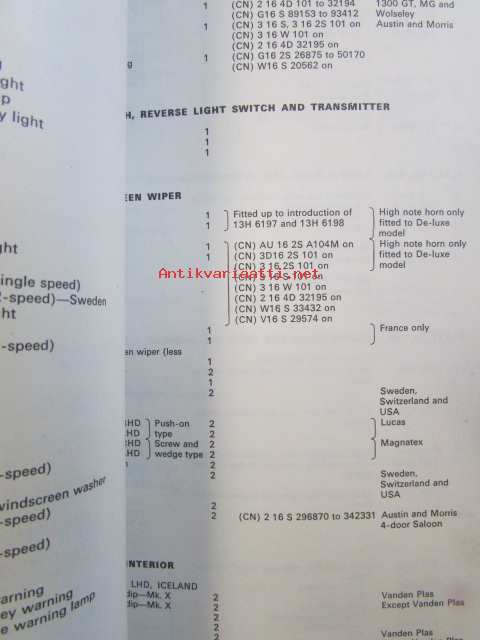 ght
p
y light
ght
ingle speed)
2-speed)—Sweden
ht
-speed)
-speed)
windscreen washer
-speed)
-speed)
arning
ey warning
e warning lamp
1 (CN) 2 16 4D 101 to 32194 1300 GT, MG and
(CN) G16 S 89153 to 93412 Wolseley
1 (CN) 3 16 S, 3 16 2S 101 on Austin and Morris
(CN) 3 16 W 101 on
(CN) 2 16 4D 32195 on
g 1 (CN) G16 2S 26875 to 50170
(CN) W16 S 20562 on
H, REVERSE LIGHT SWITCH AND TRANSMITTER
1
1
1
EEN WIPER
1 Fitted up to introduction of High note horn only
1 13H 6197 and 13H 6198 fitted to De-luxe
model
1 (CN) AU 16 2S A104M on High note horn only
1 (CN) 3D16 2S 101 on fitted to De-luxe
(CN) 3 16 2S 101 on model
Antikvariaatti.net
(CN) 3 16 S 101 on
(CN) 3 16 W 101 on
(CN) 2 16 4D 32195 on
(CN) W16 S 33432 on
(CN) V16 S 29574 on
1 France only
1
en wiper (less
1
2
1
2 Sweden,
Switzerland and
USA
RHD Push-on 2 Lucas
LHD type 2
RHD Screw and 2 Magnatex
LHD wedge type 2
2
2 Sweden,
Switzerland and
USA
2
2 (CN) 2 16 S 296870 to 342331 Austin and Morris
4-door Saloon
INTERIOR
LHD, ICELAND
dip—Mk. X 2 Vanden Plas
dip—Mk. X 2 Except Vanden Plas
2
2
2 Vanden Plas